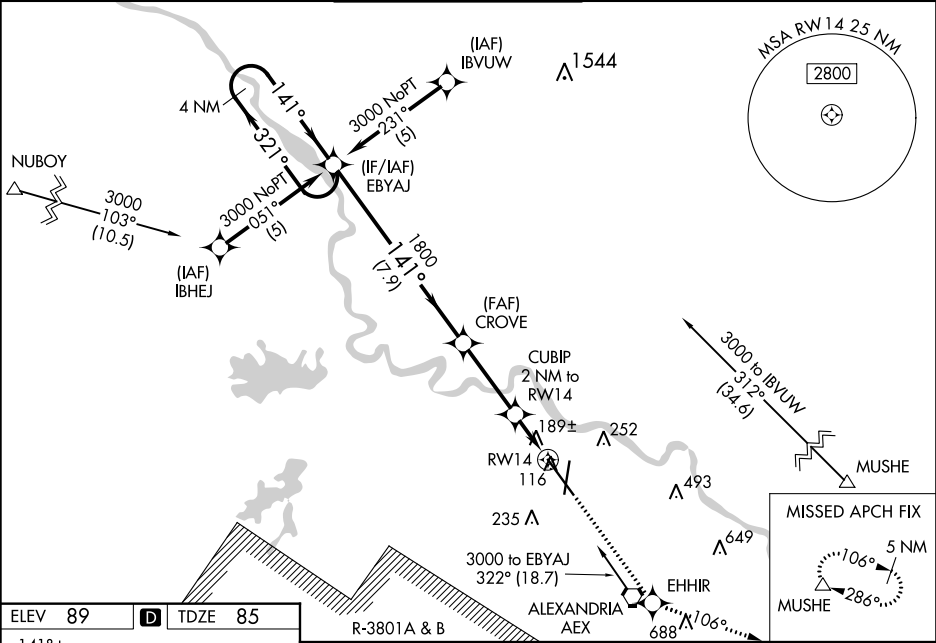 MSA RW14 25 NM
2800
(IAF)
IBVUW
1544
4 NM
141°
321°
3000 NoPT
231°
(5)
(IF/IAF)
EBYAJ
NUBOY
3000
103°
(10.5)
3000 NoPT
051°
(5)
(IAF)
IBHEJ
1800
141°
(7.9)
(FAF)
CROVE
CUBIP
2 NM to
RW14
189±
252
RW14
116
493
235
649
3000 to IBVUW
312°
(34.6)
MUSHE
MISSED APCH FIX
106°
5 NM
286°
MUSHE
3000 to EBYAJ
322° (18.7)
EHHIR
ALEXANDRIA
AEX
106°
688
R-3801A & B
ELEV 89
D
TDZE 85